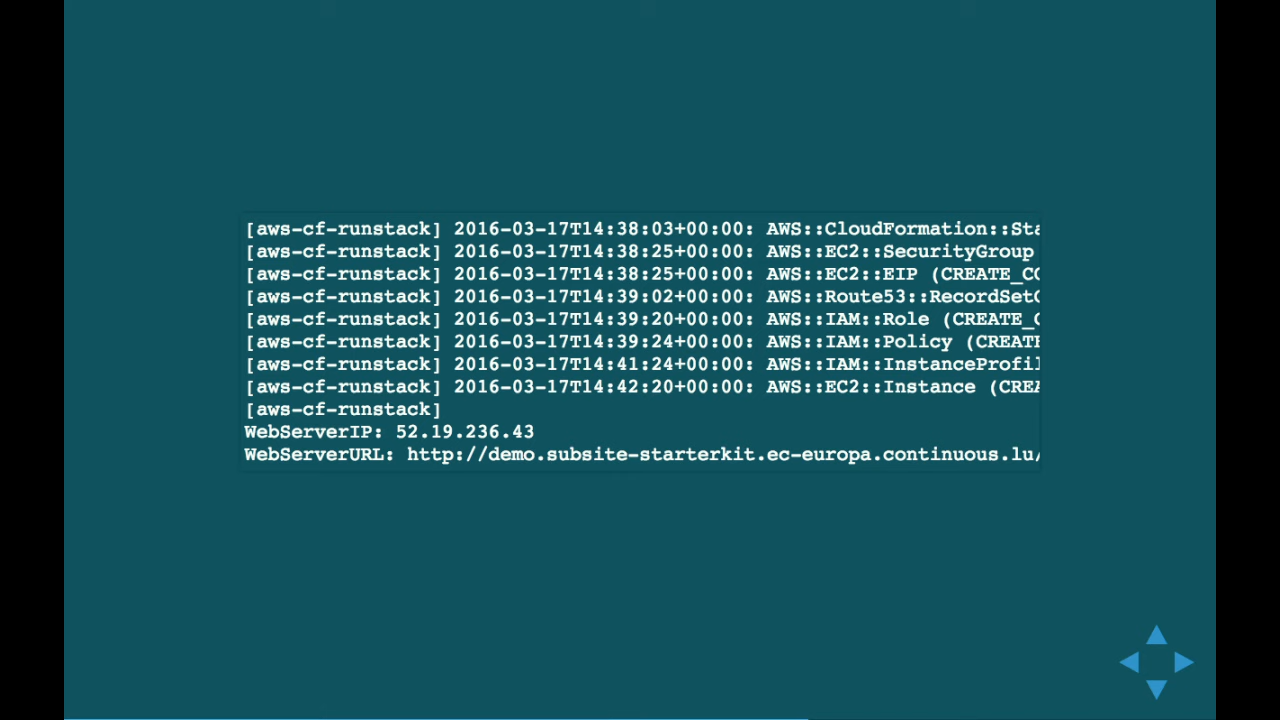 [aws-cf-runstack] 2016-03-17T14:38:03+00:00: AWS::CloudFormation::Sta
[aws-cf-runstack] 2016-03-17T14:38:25+00:00: AWS::EC2::SecurityGroup
[aws-cf-runstack] 2016-03-17T14:38:25+00:00: AWS::EC2::EIP (CREATE_CO
[aws-cf-runstack] 2016-03-17T14:39:02+00:00: AWS::Route53::RecordSetG
[aws-cf-runstack] 2016-03-17T14:39:20+00:00: AWS::IAM::Role (CREATE_C
[aws-cf-runstack] 2016-03-17T14:39:24+00:00: AWS::IAM::Policy (CREATE
[aws-cf-runstack] 2016-03-17T14:41:24+00:00: AWS::IAM::InstanceProfil
[aws-cf-runstack] 2016-03-17T14:42:20+00:00: AWS::EC2::Instance (CREA
[aws-cf-runstack]
WebServerIP: 52.19.236.43
WebServerURL: http://demo.subsite-starterkit.ec-europa.continuous.lu/